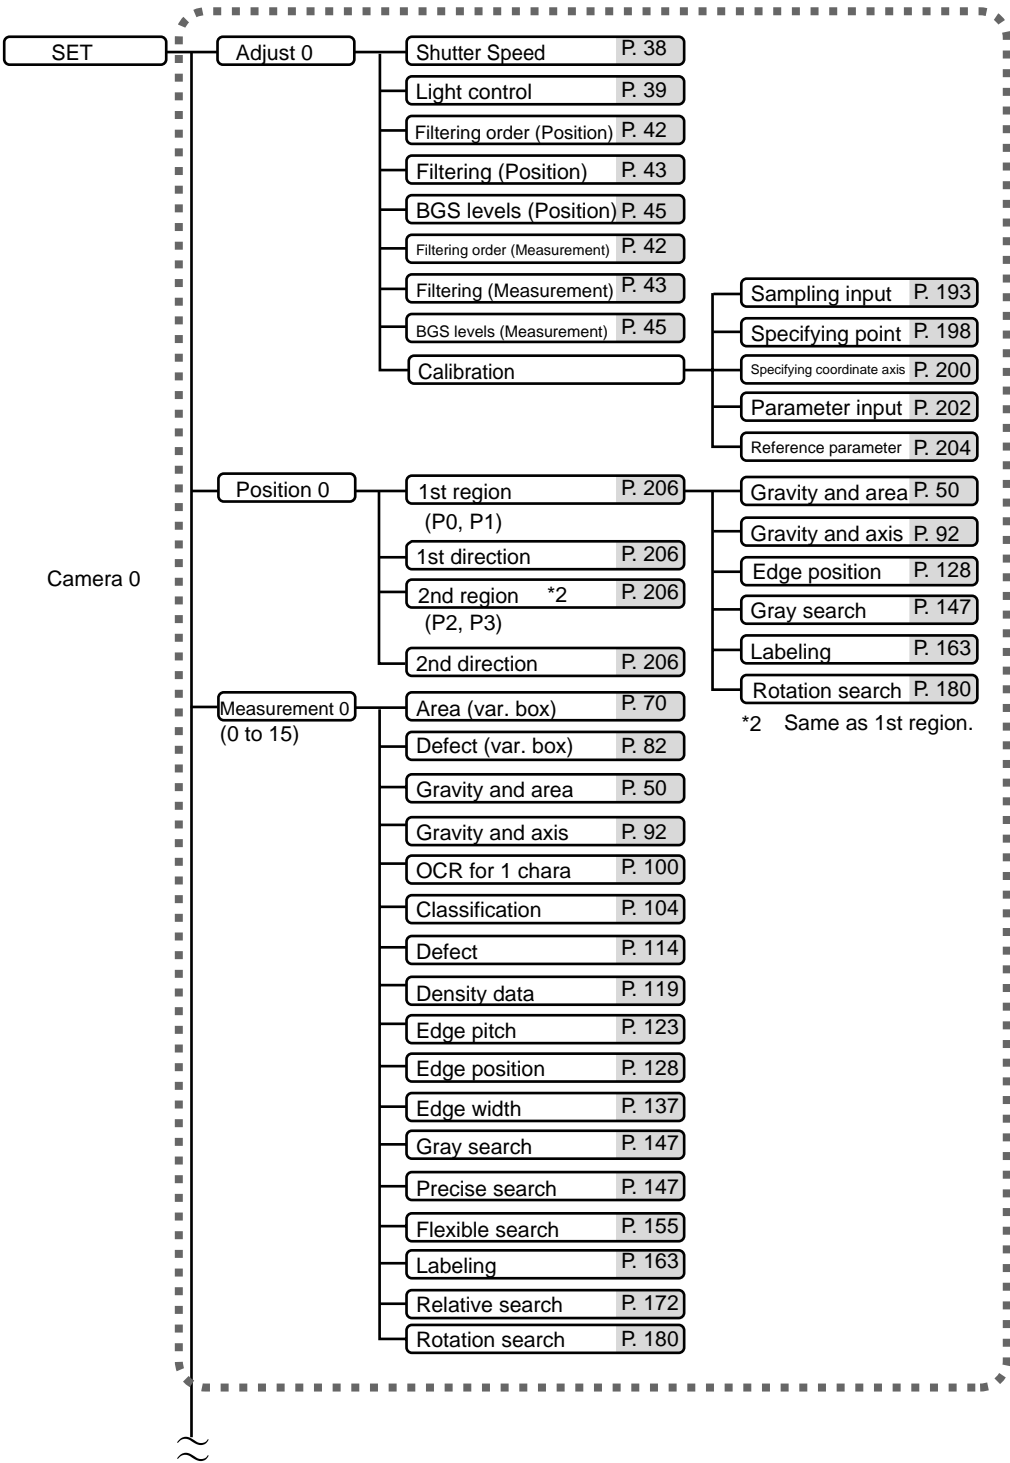 SET
Adjust 0
Shutter Speed P. 38
Light control P. 39
Filtering order (Position) P. 42
Filtering (Position) P. 43
BGS levels (Position) P. 45
Filtering order (Measurement) P. 42
Filtering (Measurement) P. 43
BGS levels (Measurement) P. 45
Calibration
Sampling input P. 193
Specifying point P. 198
Specifying coordinate axis P. 200
Parameter input P. 202
Reference parameter P. 204
Camera 0
Position 0
1st region P. 206
(P0, P1)
1st direction P. 206
2nd region *2 P. 206
(P2, P3)
2nd direction P. 206
Gravity and area P. 50
Gravity and axis P. 92
Edge position P. 128
Gray search P. 147
Labeling P. 163
Rotation search P. 180
*2 Same as 1st region.
Measurement 0
(0 to 15)
Area (var. box) P. 70
Defect (var. box) P. 82
Gravity and area P. 50
Gravity and axis P. 92
OCR for 1 chara P. 100
Classification P. 104
Defect P. 114
Density data P. 119
Edge pitch P. 123
Edge position P. 128
Edge width P. 137
Gray search P. 147
Precise search P. 147
Flexible search P. 155
Labeling P. 163
Relative search P. 172
Rotation search P. 180